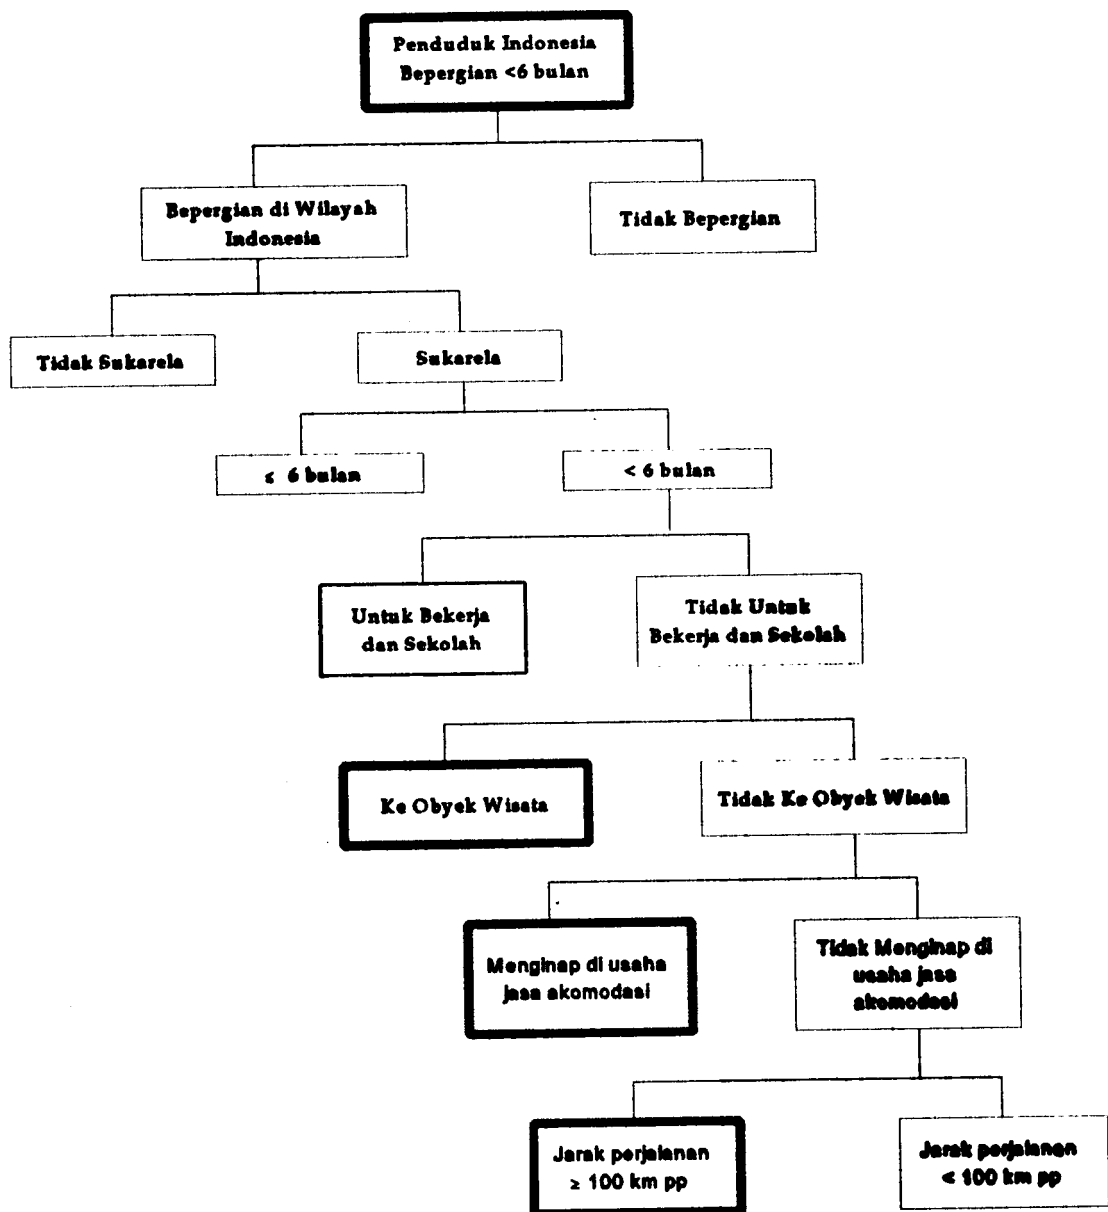 Penduduk Indonesia
Bepergian <6 bulan
Bepergian di Wilayah
Indonesia
Tidak Bepergian
Tidak Sukarela
Sukarela
≤ 6 bulan
< 6 bulan
Untuk Bekerja
dan Sekolah
Tidak Untuk
Bekerja dan Sekolah
Ke Obyek Wisata
Tidak Ke Obyek Wisata
Menginap di usaha
jasa akomodasi
Tidak Menginap di
usaha jasa
akomodasi
Jarak perjalanan
≥ 100 km pp
Jarak perjalanan
< 100 km pp